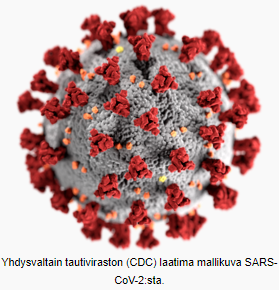 Yhdysvaltain tautiviraston (CDC) laatima mallikuva SARS-
CoV-2:sta.